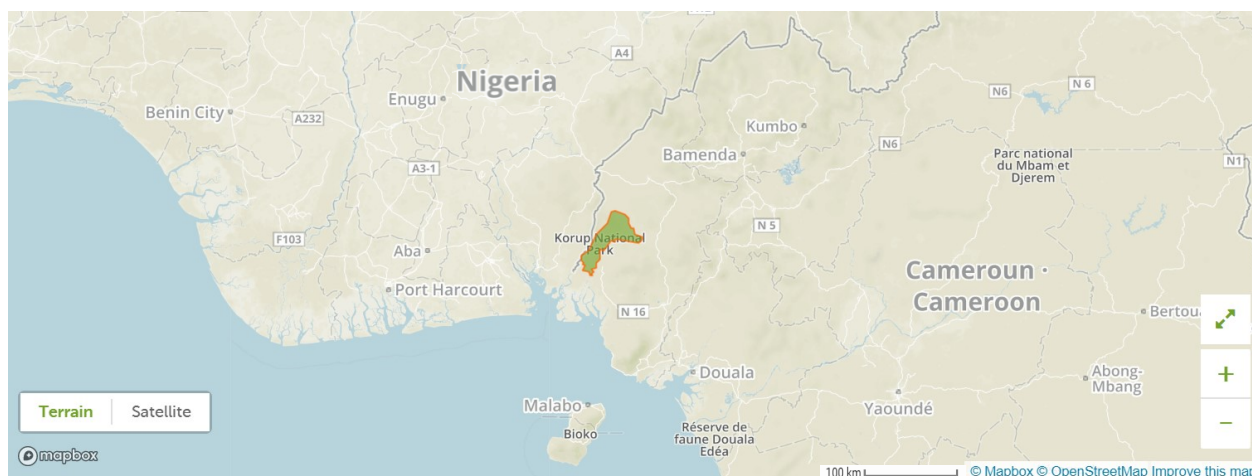 A4
N6
N 6
Nigeria
Enugu
Benin City
A232
Kumbo
N6
Bamenda
Parc national
du Mbam et
Djerem
N1
A3-1
N 5
F103
Korup National
Park
Aba
Cameroun ·
Cameroon
Port Harcourt
N 16
Bertoua
Douala
Abong-
Mbang
Malabo
Yaoundé
Bioko
Réserve de
faune Douala
Edéa
+
−
Terrain
Satellite
mapbox
100 km
© Mapbox © OpenStreetMap Improve this map